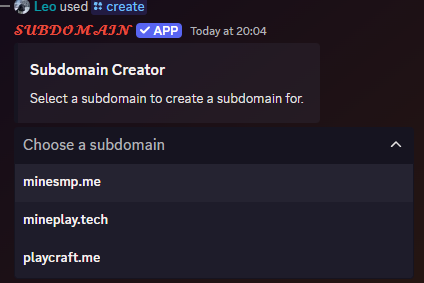 Leo used create
SUBDOMAIN ✓ APP Today at 20:04
Subdomain Creator
Select a subdomain to create a subdomain for.
Choose a subdomain
minesmp.me
mineplay.tech
playcraft.me